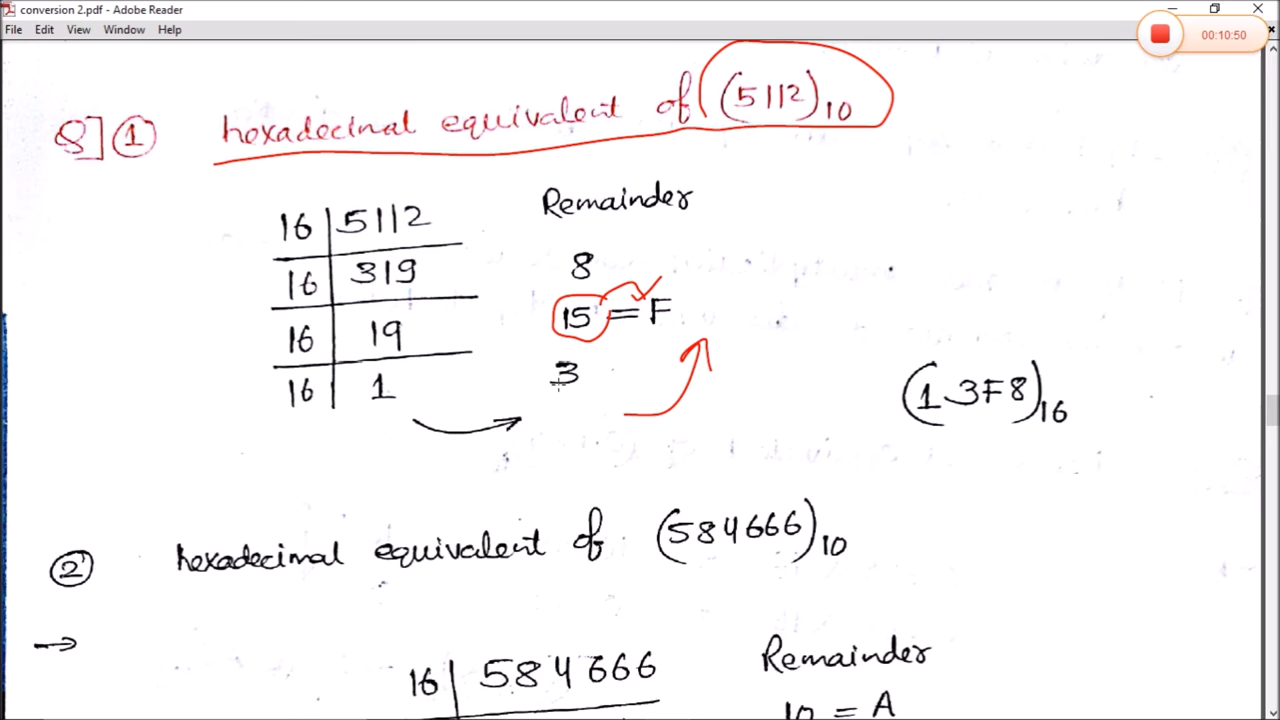 conversion 2.pdf - Adobe Reader
File Edit View Window Help
00:10:50
Q] 1 hexadecinal equivalent of (5112)10
Remainder
16 5112
16 319 8
16 19 15 = F
16 1 3
(13F8)16
2 hexadecimal equivalent of (584666)10
→
Remainder
16 584666
10 = A